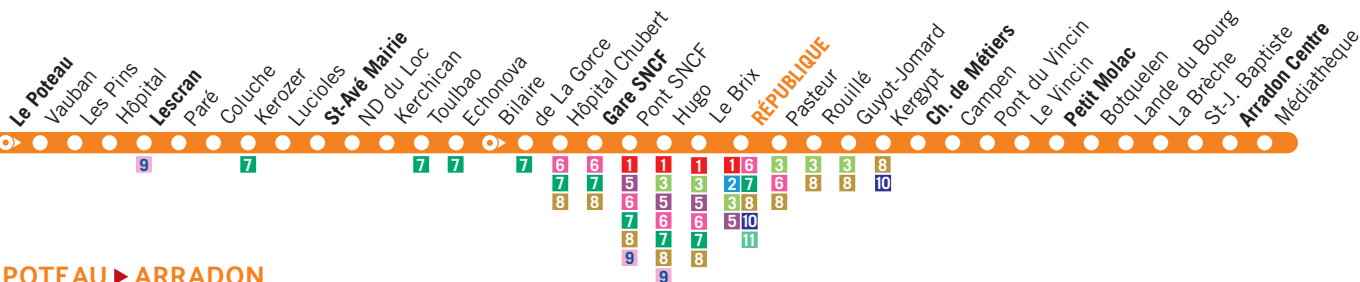 Le Poteau
Vauban
Les Pins
Hôpital
Lescran
Paré
Coluche
Kerozer
Lucioles
St-Avé Mairie
ND du Loc
Kerchican
Toulbao
Echonova
Bilaire
de La Gorce
Hôpital Chubert
Gare SNCF
Pont SNCF
Hugo
Le Brix
RÉPUBLIQUE
Pasteur
Rouillé
Guyot-Jomard
Kergypt
Ch. de Métiers
Campen
Pont du Vincin
Le Vincin
Petit Molac
Botquelen
Lande du Bourg
La Brèche
St-J. Baptiste
Arradon Centre
Médiathèque
9
7
7
7
7
6
7
8
6
7
8
1
5
6
7
8
9
1
3
5
6
7
8
9
1
3
5
6
7
8
1 6
2 7
3 8
5 10
11
3
6
8
3
8
3
8
8
10
POTEAU ▶ ARRADON